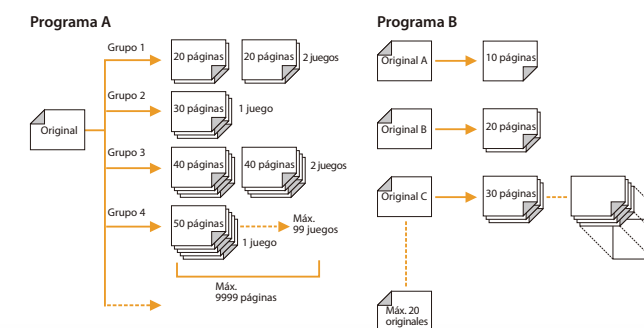 Programa A
Grupo 1
20 páginas
20 páginas
2 juegos
Grupo 2
30 páginas
1 juego
Original
Grupo 3
40 páginas
40 páginas
2 juegos
Grupo 4
50 páginas
1 juego
Máx.
99 juegos
Máx.
9999 páginas
Programa B
Original A
10 páginas
Original B
20 páginas
Original C
30 páginas
Máx. 20
originales